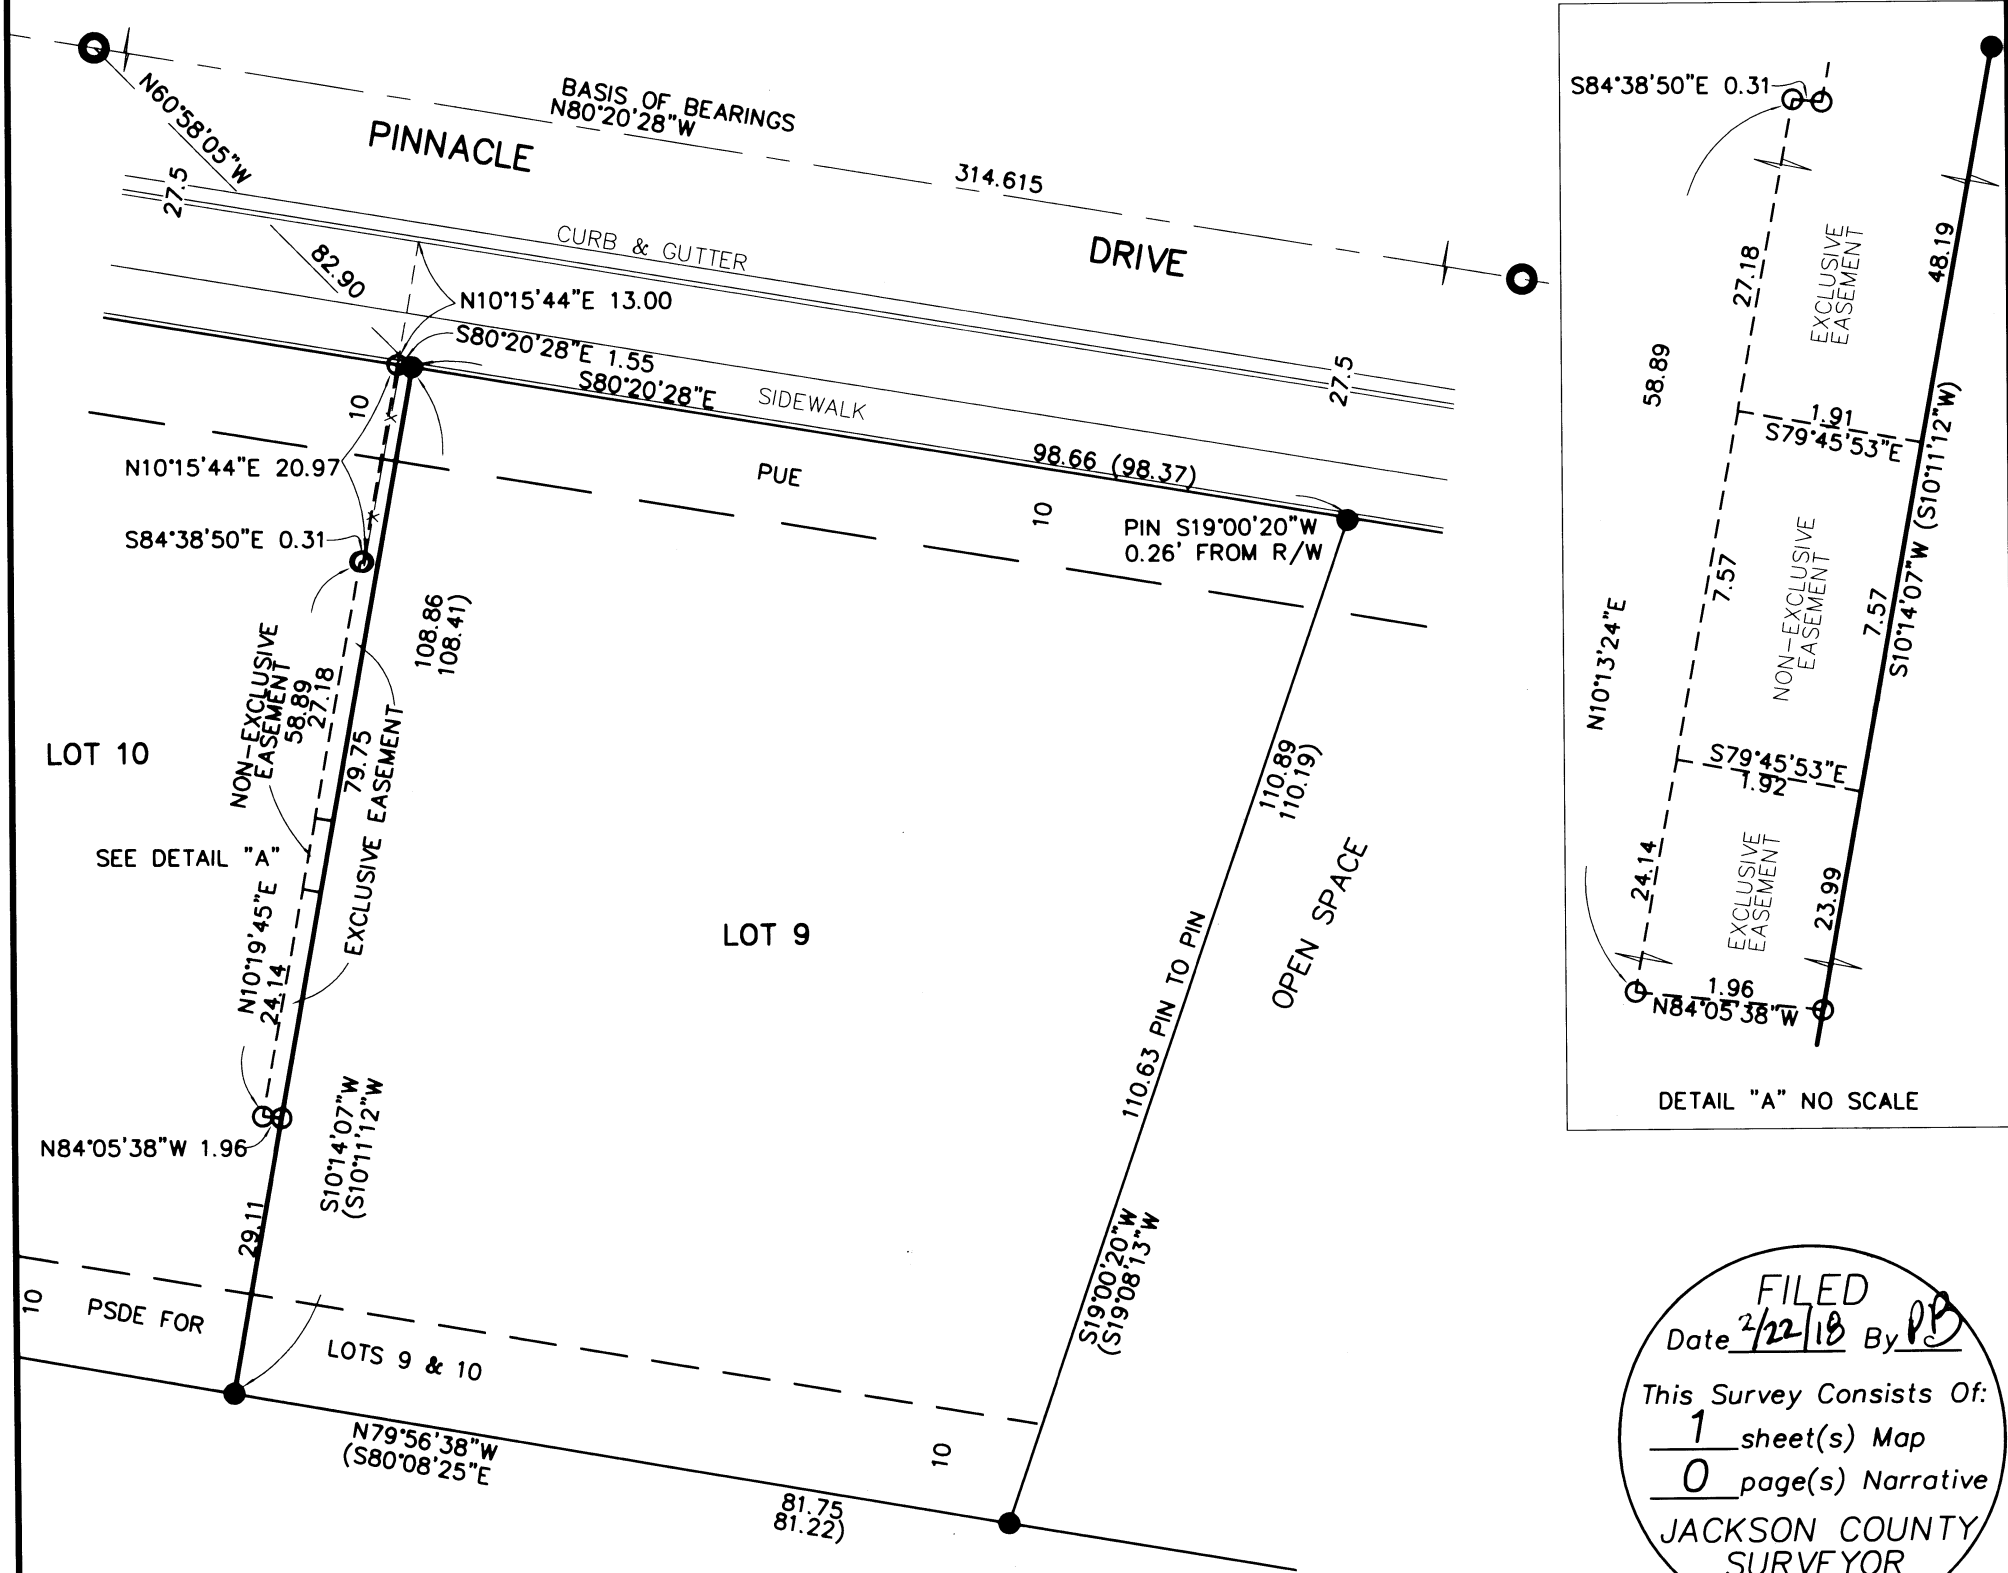 BASIS OF BEARINGS
N80°20'28"W
PINNACLE
DRIVE
314.615
N60°58'05"W
82.90
27.5
27.5
CURB & GUTTER
N10°15'44"E 13.00
S80°20'28"E 1.55
S80°20'28"E
SIDEWALK
98.66 (98.37)
10
N10°15'44"E 20.97
PUE
10
PIN S19°00'20"W
0.26' FROM R/W
S84°38'50"E 0.31
108.86
108.41)
NON-EXCLUSIVE
EASEMENT
58.89
27.18
79.75
EXCLUSIVE EASEMENT
LOT 10
SEE DETAIL "A"
N10°19'45"E
24.14
LOT 9
110.89
110.19)
110.63 PIN TO PIN
OPEN SPACE
N84°05'38"W 1.96
S10°14'07"W
(S10°11'12"W
29.11
S19°00'20"W
(S19°08'13"W
10
PSDE FOR
LOTS 9 & 10
10
N79°56'38"W
(S80°08'25"E
81.75
81.22)
S84°38'50"E 0.31
27.18
EXCLUSIVE
EASEMENT
48.19
58.89
1.91
S79°45'53"E
S10°14'07"W (S10°11'12"W)
7.57
NON-EXCLUSIVE
EASEMENT
7.57
N10°13'24"E
S79°45'53"E
1.92
24.14
EXCLUSIVE
EASEMENT
23.99
1.96
N84°05'38"W
DETAIL "A" NO SCALE
FILED
Date 2/22/18 By PB
This Survey Consists Of:
1 sheet(s) Map
0 page(s) Narrative
JACKSON COUNTY
SURVEYOR